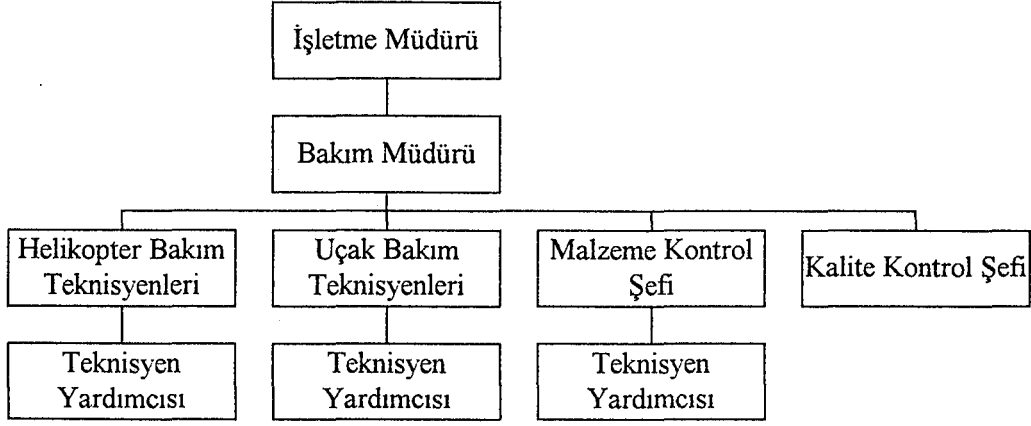 İşletme Müdürü
Bakım Müdürü
Helikopter Bakım
Teknisyenleri
Uçak Bakım
Teknisyenleri
Malzeme Kontrol
Şefi
Kalite Kontrol Şefi
Teknisyen
Yardımcısı
Teknisyen
Yardımcısı
Teknisyen
Yardımcısı